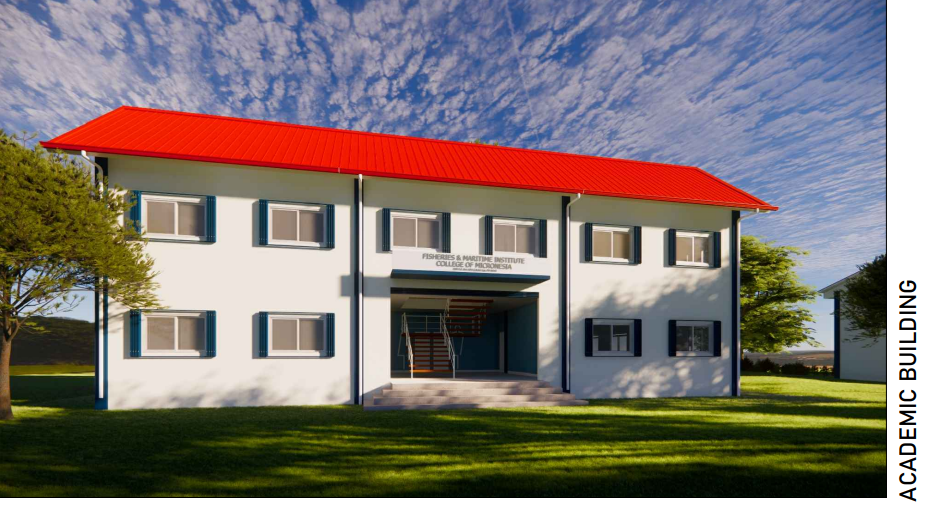 FISHERIES & MARITIME INSTITUTE
COLLEGE OF MICRONESIA
ACADEMIC BUILDING